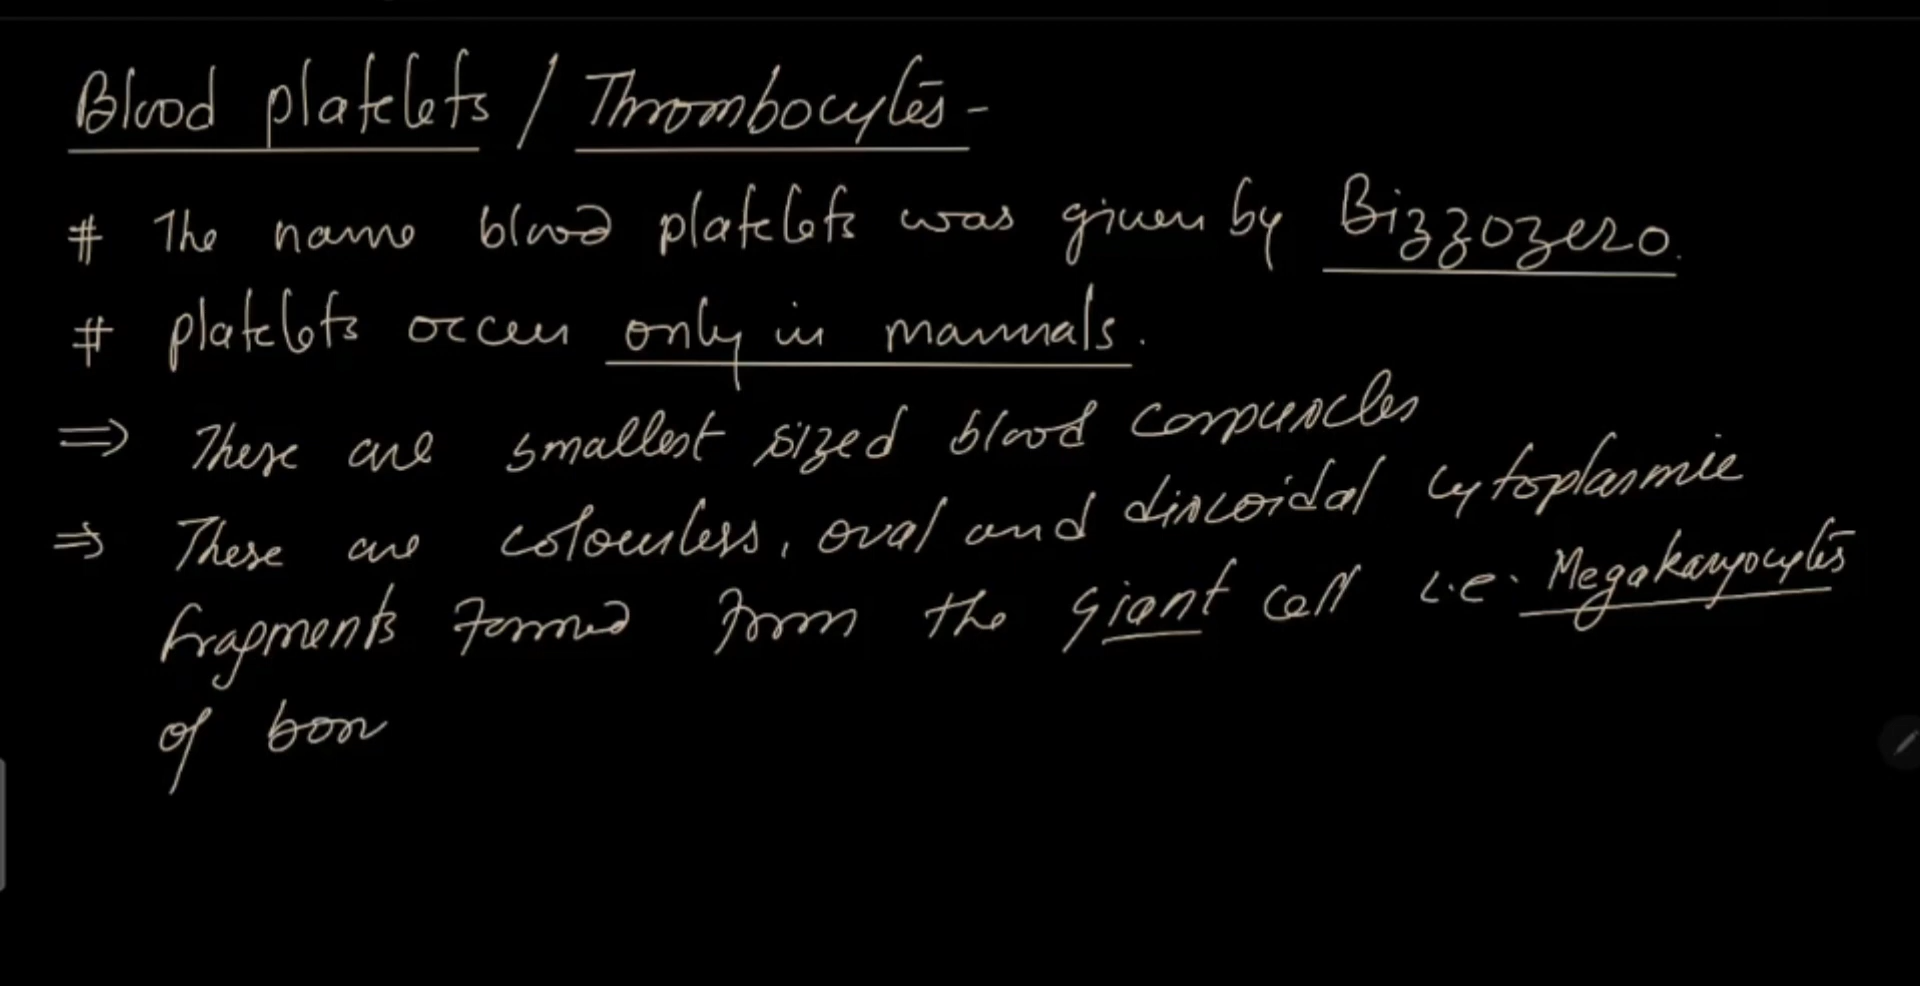 Blood platelets / Thrombocytes -
# The name blood platelets was given by Bizzozero.
# platelets occur only in mammals.
⇒ These are smallest sized blood corpuscles
⇒ These are colourless, oval and discoidal cytoplasmic
fragments formed from the giant cell i.e. Megakaryocytes
of bon